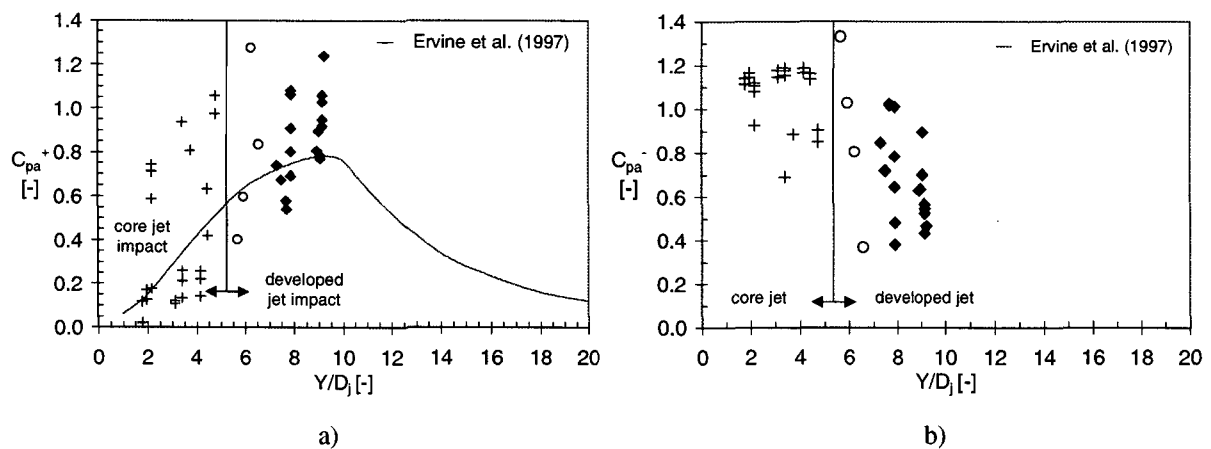 1.4
1.2
1.0
0.8
0.6
0.4
0.2
0.0
Cpa+
[-]
— Ervine et al. (1997)
core jet
impact
developed
jet impact
0 2 4 6 8 10 12 14 16 18 20
Y/Dj [-]
a)
1.4
1.2
1.0
0.8
0.6
0.4
0.2
0.0
Cpa-
[-]
— Ervine et al. (1997)
core jet
developed jet
0 2 4 6 8 10 12 14 16 18 20
Y/Dj [-]
b)